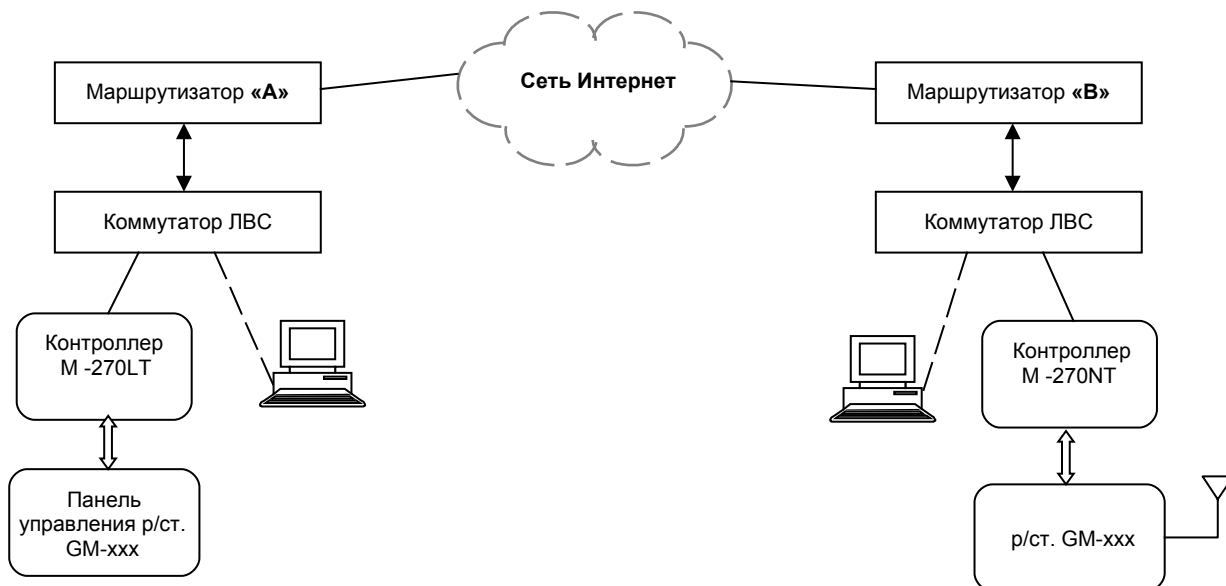 Сеть Интернет
Маршрутизатор «А»
Маршрутизатор «В»
Коммутатор ЛВС
Коммутатор ЛВС
Контроллер
М -270LT
Контроллер
М -270NT
Панель
управления р/ст.
GM-xxx
р/ст. GM-xxx